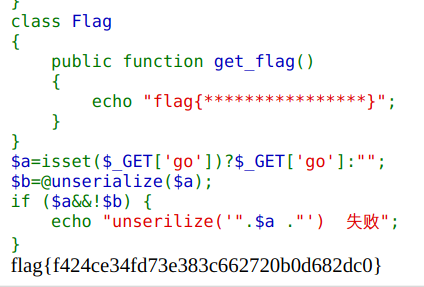 }
class Flag
{
    public function get_flag()
    {
        echo "flag{****************}";
    }
}
$a=isset($_GET['go'])?$_GET['go']:"";
$b=@unserialize($a);
if ($a&&!$b) {
    echo "unserilize('".$a ."')  失败";
}
flag{f424ce34fd73e383c662720b0d682dc0}